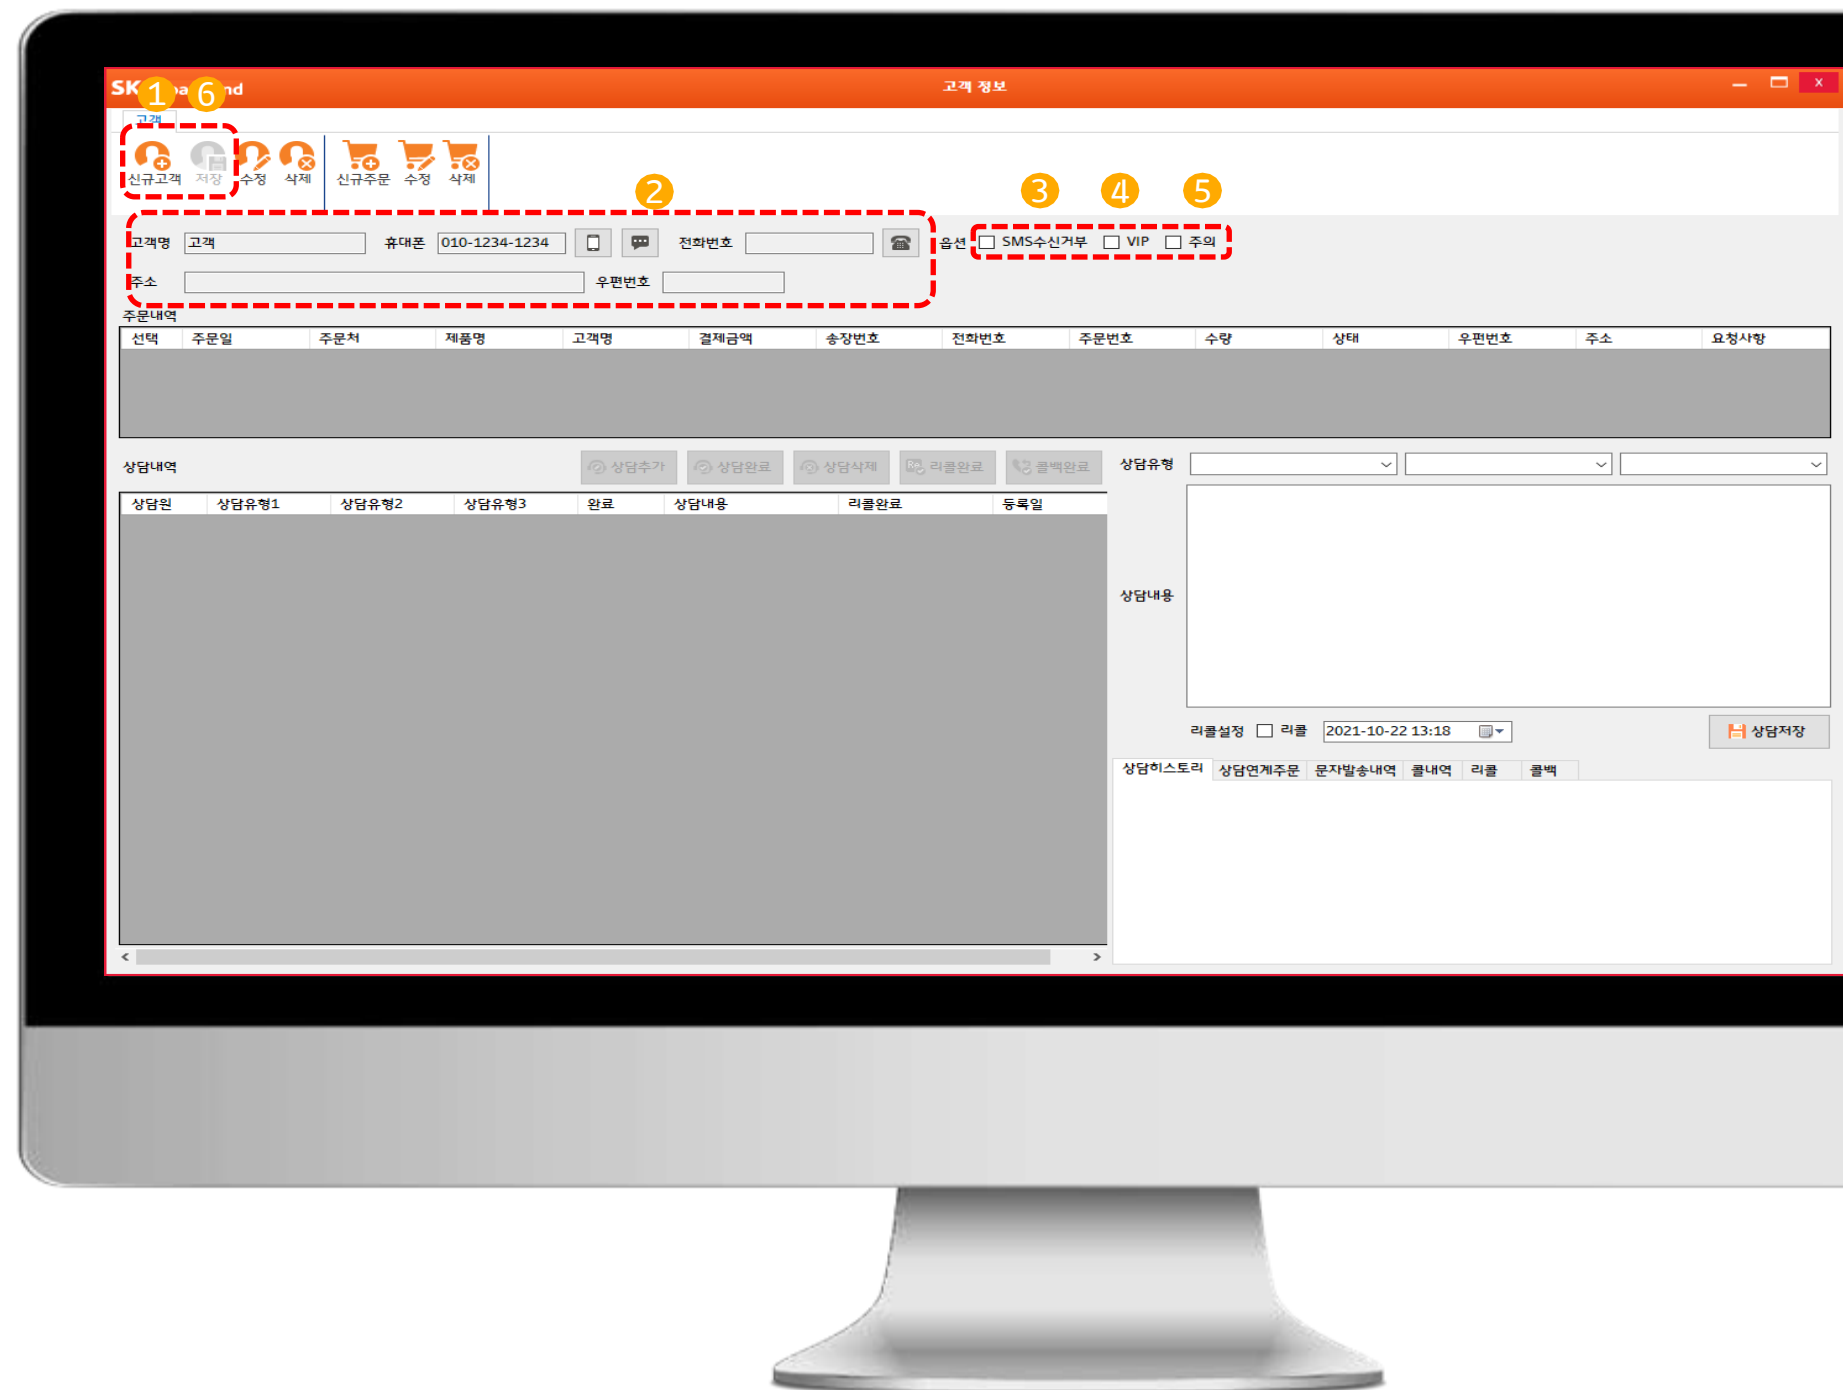 1 6
SK
고객 정보
고객
신규고객 저장 수정 삭제 신규주문 수정 삭제
2 3 4 5
고객명 고객 휴대폰 010-1234-1234 전화번호 옵션 SMS수신거부 VIP 주의
주소 우편번호
주문내역
선택 주문일 주문처 제품명 고객명 결제금액 송장번호 전화번호 주문번호 수량 상태 우편번호 주소 요청사항
상담내역 상담추가 상담완료 상담삭제 리콜완료 콜백완료 상담유형
상담원 상담유형1 상담유형2 상담유형3 완료 상담내용 리콜완료 등록일
상담내용
리콜설정 리콜 2021-10-22 13:18 상담저장
상담히스토리 상담연계주문 문자발송내역 콜내역 리콜 콜백